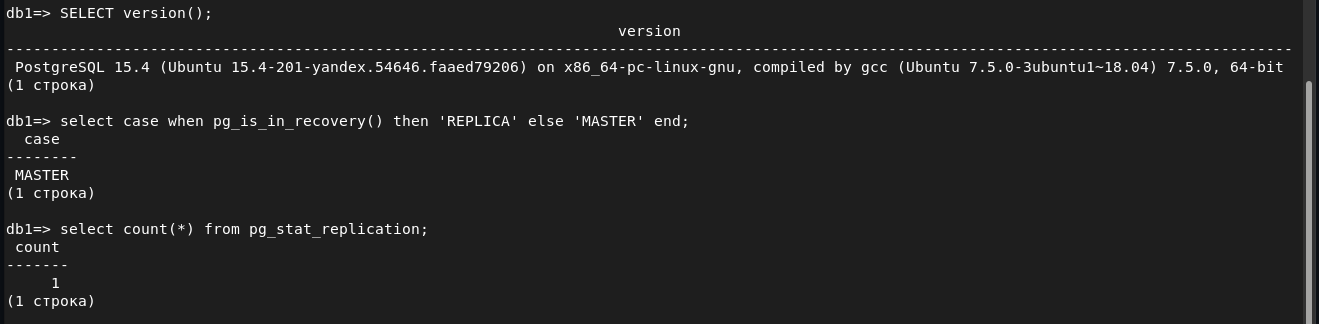 db1=> SELECT version();
version
-----------------------------------------------------------------------------------------------------------------------------------------------
PostgreSQL 15.4 (Ubuntu 15.4-201-yandex.54646.faaed79206) on x86_64-pc-linux-gnu, compiled by gcc (Ubuntu 7.5.0-3ubuntu1~18.04) 7.5.0, 64-bit
(1 строка)
db1=> select case when pg_is_in_recovery() then 'REPLICA' else 'MASTER' end;
case
--------
MASTER
(1 строка)
db1=> select count(*) from pg_stat_replication;
count
-------
1
(1 строка)